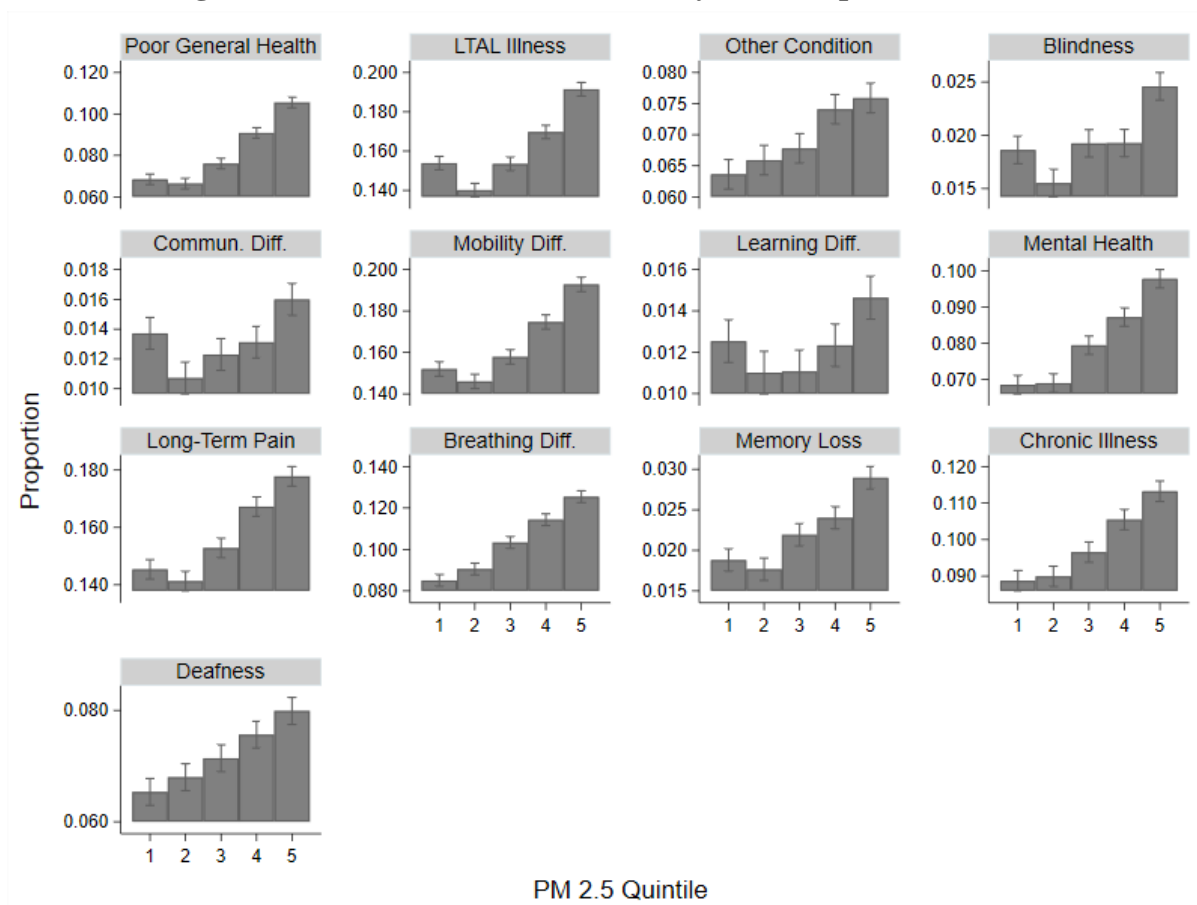 Poor General Health
LTAL Illness
Other Condition
Blindness
0.120
0.100
0.080
0.060
0.200
0.180
0.160
0.140
0.080
0.075
0.070
0.065
0.060
0.025
0.020
0.015
Commun. Diff.
Mobility Diff.
Learning Diff.
Mental Health
0.018
0.016
0.014
0.012
0.010
0.200
0.180
0.160
0.140
0.016
0.014
0.012
0.010
0.100
0.090
0.080
0.070
Proportion
Long-Term Pain
Breathing Diff.
Memory Loss
Chronic Illness
0.180
0.160
0.140
0.140
0.120
0.100
0.080
1 2 3 4 5
0.030
0.025
0.020
0.015
1 2 3 4 5
0.120
0.110
0.100
0.090
1 2 3 4 5
Deafness
0.080
0.060
1 2 3 4 5
PM 2.5 Quintile